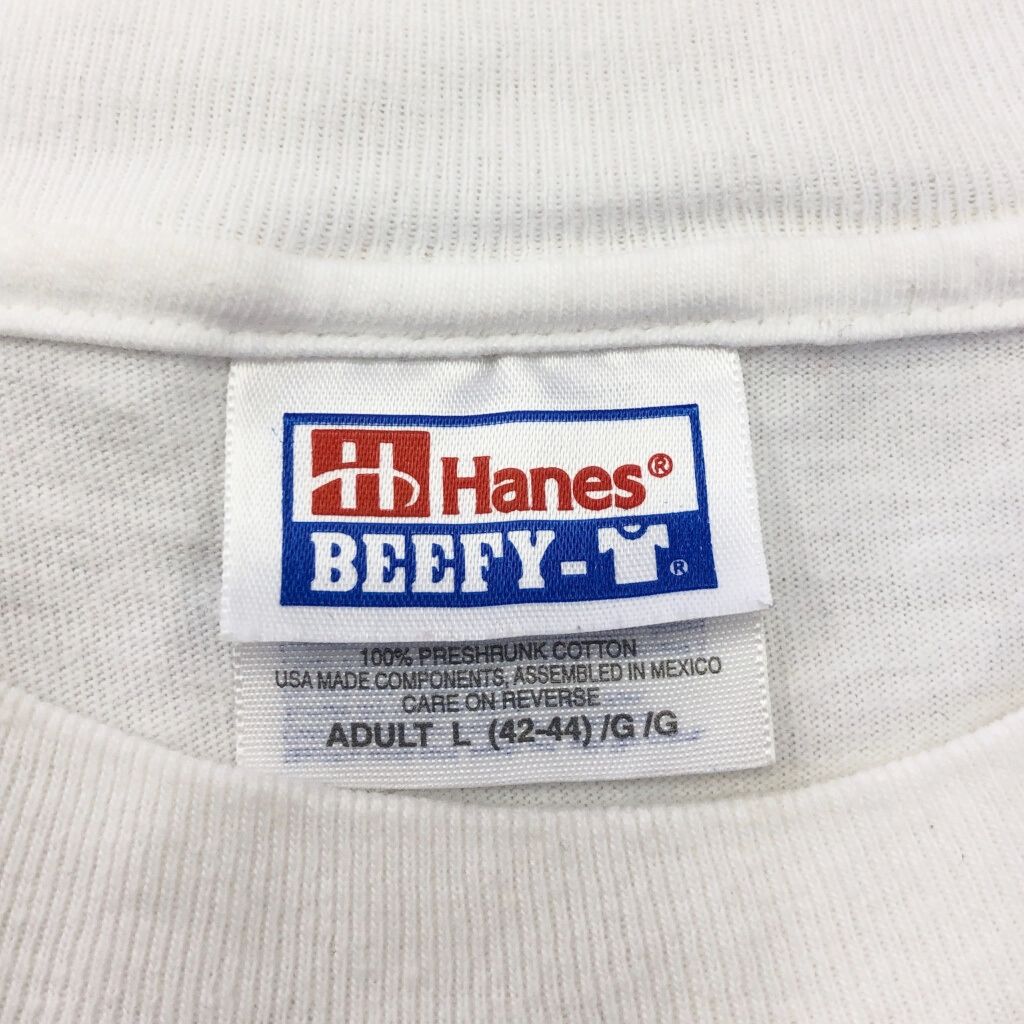 Hanes®
BEEFY-®
100% PRESHRUNK COTTON
USA MADE COMPONENTS, ASSEMBLED IN MEXICO
CARE ON REVERSE
ADULT L (42-44) /G /G